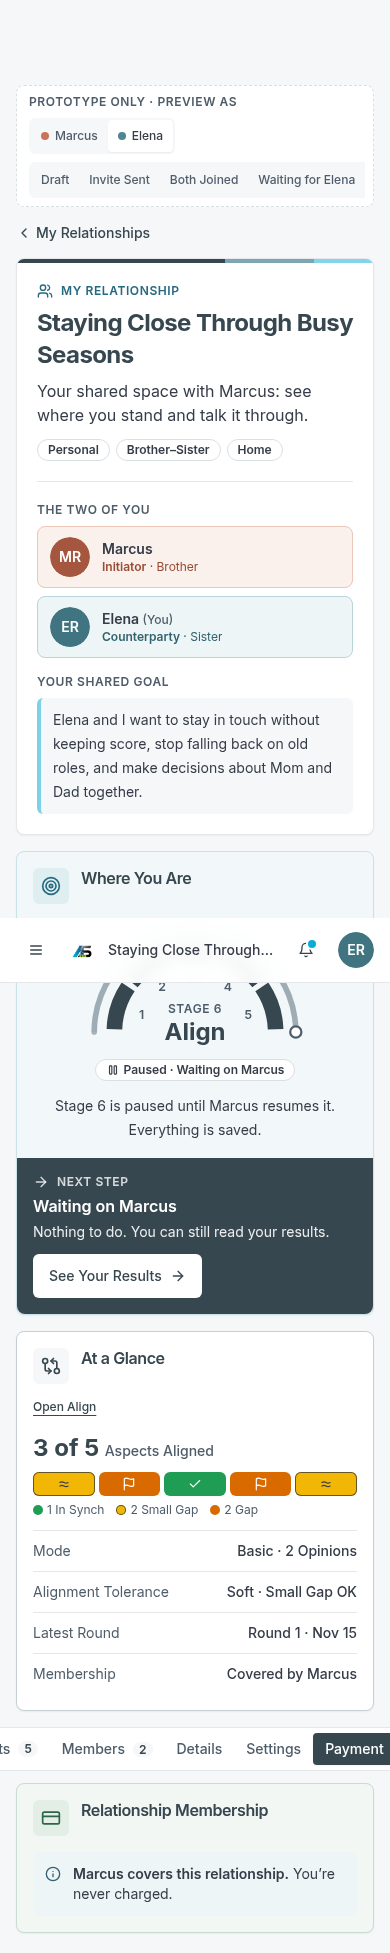 PROTOTYPE ONLY · PREVIEW AS
Marcus
Elena
Draft
Invite Sent
Both Joined
Waiting for Elena
My Relationships
MY RELATIONSHIP
Staying Close Through Busy
Seasons
Your shared space with Marcus: see
where you stand and talk it through.
Personal
Brother–Sister
Home
THE TWO OF YOU
MR
Marcus
Initiator · Brother
ER
Elena (You)
Counterparty · Sister
YOUR SHARED GOAL
Elena and I want to stay in touch without
keeping score, stop falling back on old
roles, and make decisions about Mom and
Dad together.
Where You Are
Staying Close Through...
ER
2
4
1
STAGE 6
5
Align
Paused · Waiting on Marcus
Stage 6 is paused until Marcus resumes it.
Everything is saved.
NEXT STEP
Waiting on Marcus
Nothing to do. You can still read your results.
See Your Results
At a Glance
Open Align
3 of 5 Aspects Aligned
1 In Synch
2 Small Gap
2 Gap
Mode
Basic · 2 Opinions
Alignment Tolerance
Soft · Small Gap OK
Latest Round
Round 1 · Nov 15
Membership
Covered by Marcus
ts 5
Members 2
Details
Settings
Payment
Relationship Membership
Marcus covers this relationship. You’re
never charged.